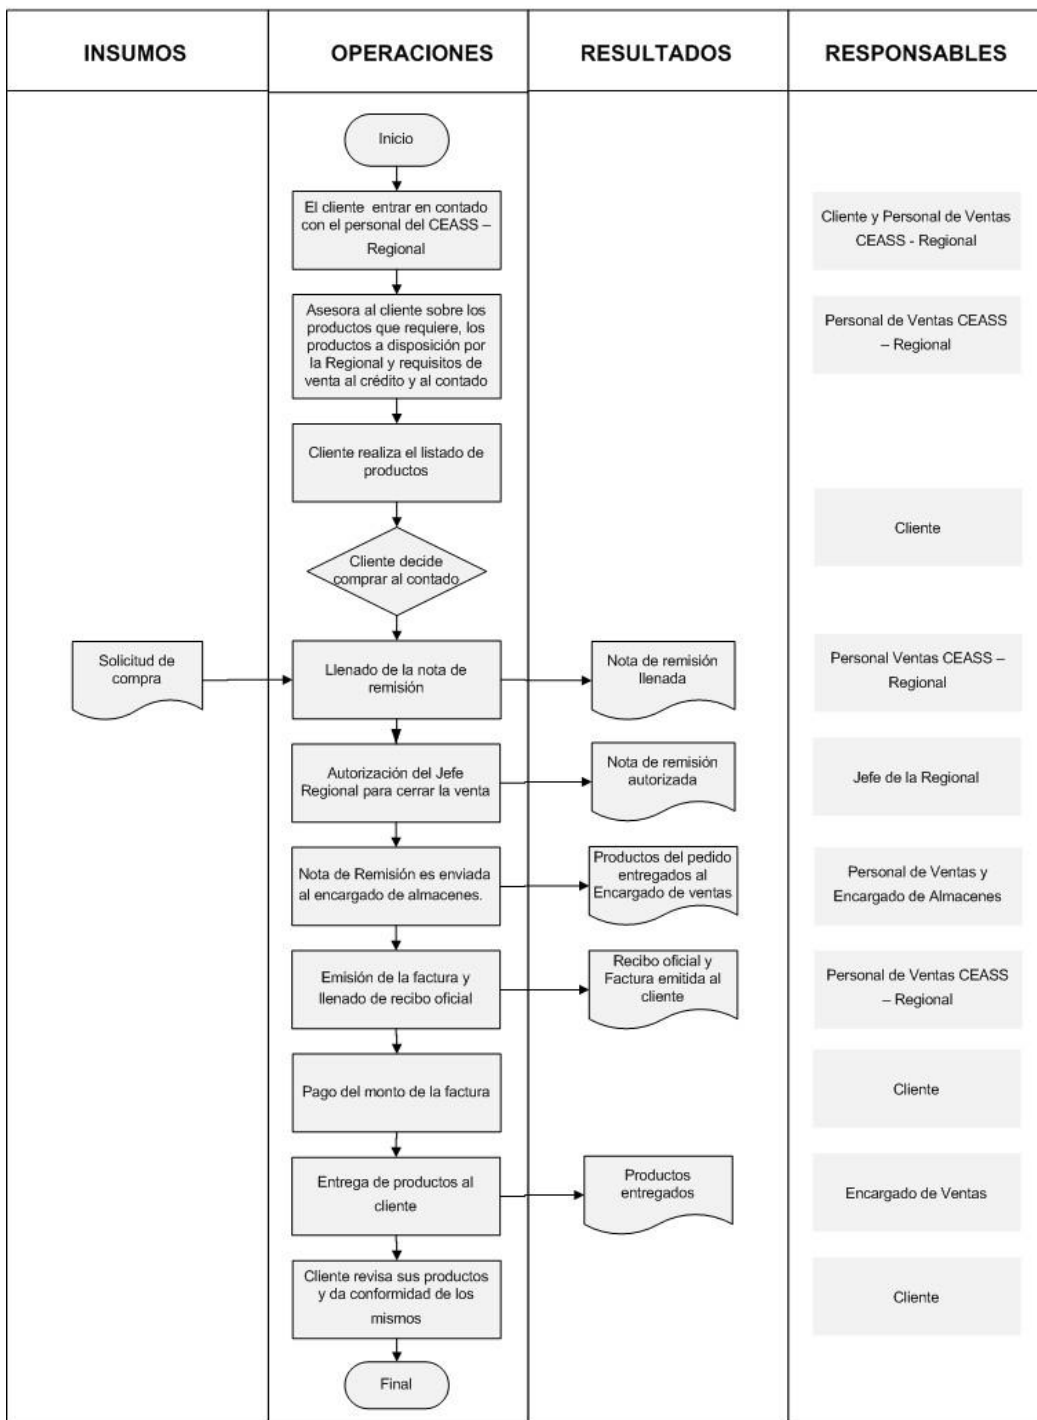 INSUMOS
OPERACIONES
RESULTADOS
RESPONSABLES
Inicio
El cliente entrar en contado
con el personal del CEASS –
Regional
Cliente y Personal de Ventas
CEASS - Regional
Asesora al cliente sobre los
productos que requiere, los
productos a disposición por
la Regional y requisitos de
venta al crédito y al contado
Personal de Ventas CEASS
– Regional
Cliente realiza el listado de
productos
Cliente
Cliente decide
comprar al contado
Solicitud de
compra
Llenado de la nota de
remisión
Nota de remisión
llenada
Personal Ventas CEASS –
Regional
Autorización del Jefe
Regional para cerrar la venta
Nota de remisión
autorizada
Jefe de la Regional
Nota de Remisión es enviada
al encargado de almacenes.
Productos del pedido
entregados al
Encargado de ventas
Personal de Ventas y
Encargado de Almacenes
Emisión de la factura y
llenado de recibo oficial
Recibo oficial y
Factura emitida al
cliente
Personal de Ventas CEASS
– Regional
Pago del monto de la factura
Cliente
Entrega de productos al
cliente
Productos
entregados
Encargado de Ventas
Cliente revisa sus productos
y da conformidad de los
mismos
Cliente
Final